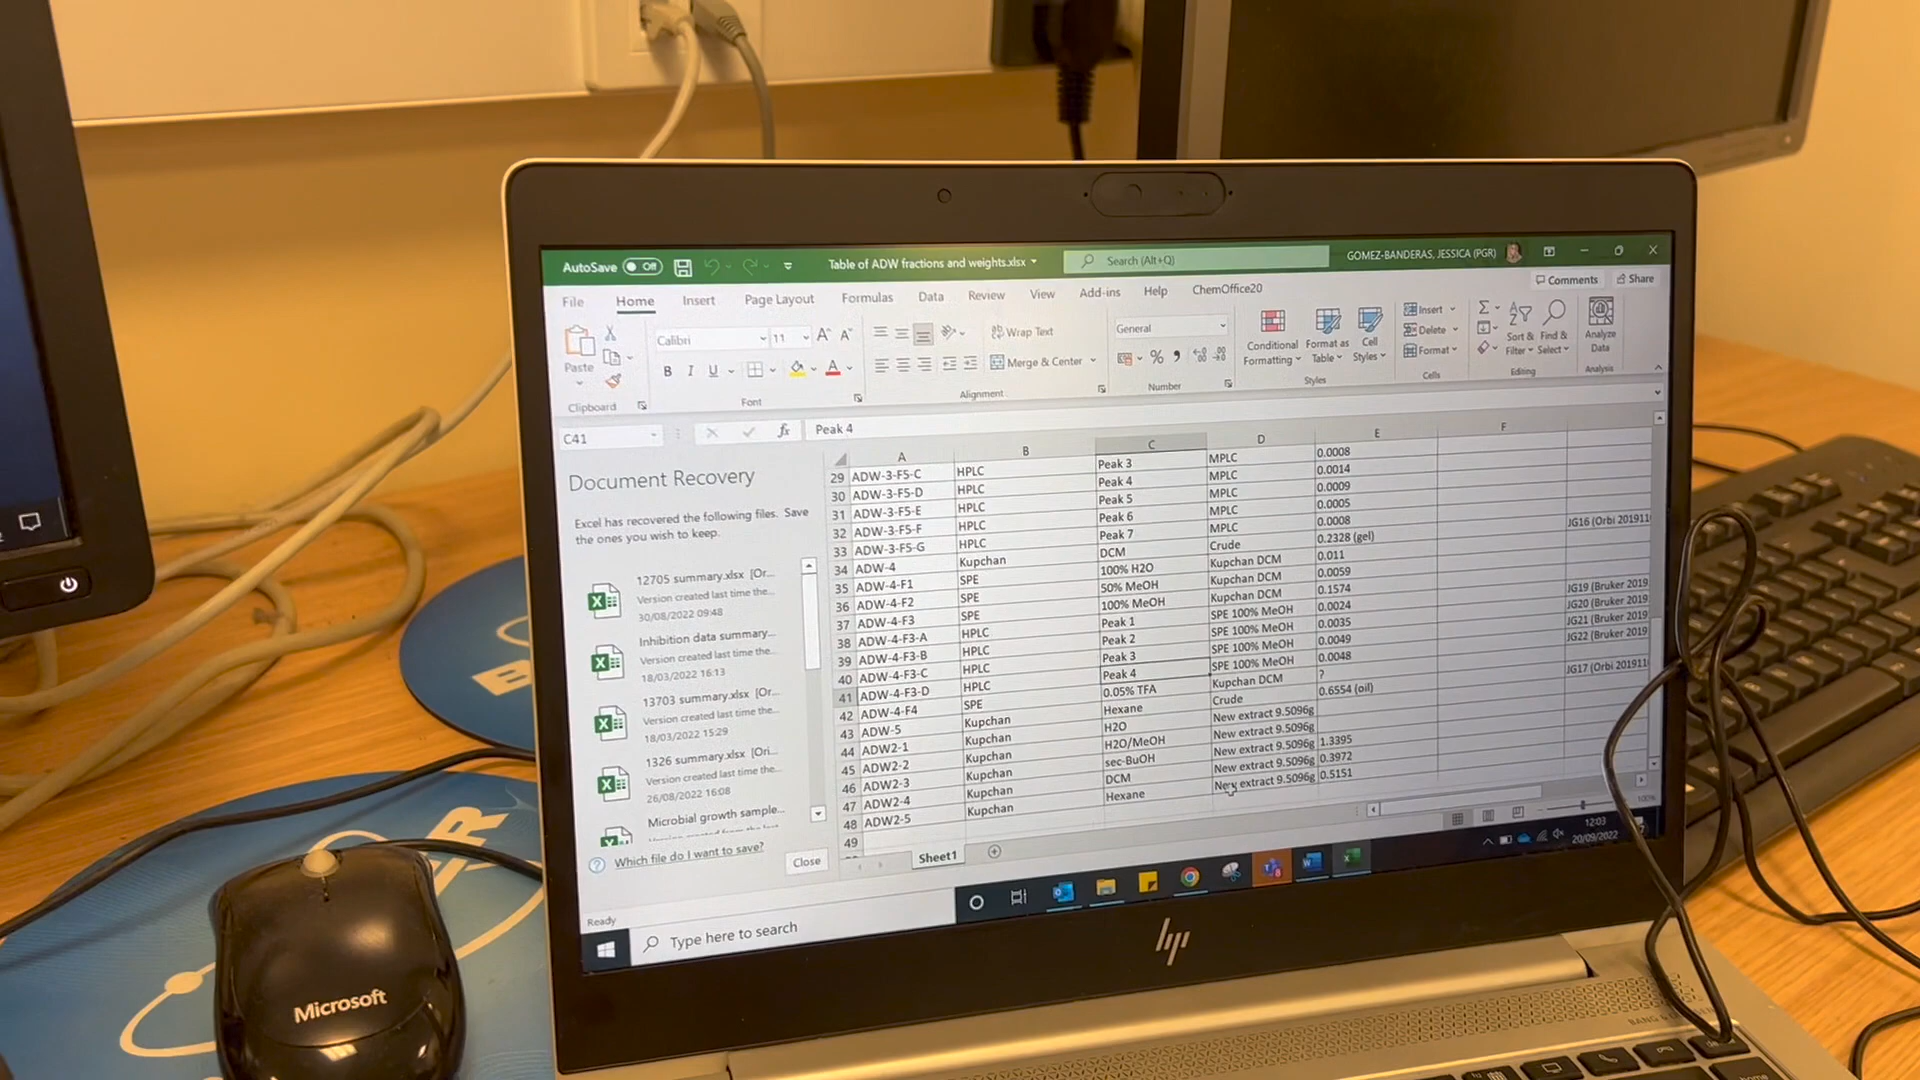 AutoSave Off Table of ADW fractions and weights.xlsx Search (Alt+Q) GOMEZ-BANDERAS, JESSICA (PGR)
File Home Insert Page Layout Formulas Data Review View Add-ins Help ChemOffice20 Comments Share
Paste Calibri 11 Wrap Text General Conditional Formatting Format as Table Cell Styles Insert Delete Format Sort & Filter Find & Select Analyze Data
B I U Merge & Center
Clipboard Font Alignment Number Styles Cells Editing Analysis
C41 fx Peak 4
A B C D E F
29 ADW-3-F5-C HPLC Peak 3 MPLC 0.0008
30 ADW-3-F5-D HPLC Peak 4 MPLC 0.0014
31 ADW-3-F5-E HPLC Peak 5 MPLC 0.0009
32 ADW-3-F5-F HPLC Peak 6 MPLC 0.0005
33 ADW-3-F5-G HPLC Peak 7 MPLC 0.0008 JG16 (Orbi 201911
34 ADW-4 Kupchan DCM Crude 0.2328 (gel)
35 ADW-4-F1 SPE 100% H2O Kupchan DCM 0.011
36 ADW-4-F2 SPE 50% MeOH Kupchan DCM 0.0059
37 ADW-4-F3 SPE 100% MeOH Kupchan DCM 0.1574
38 ADW-4-F3-A HPLC Peak 1 SPE 100% MeOH 0.0024 JG19 (Bruker 2019
39 ADW-4-F3-B HPLC Peak 2 SPE 100% MeOH 0.0035 JG20 (Bruker 2019
40 ADW-4-F3-C HPLC Peak 3 SPE 100% MeOH 0.0049 JG21 (Bruker 2019
41 ADW-4-F3-D HPLC Peak 4 SPE 100% MeOH 0.0048 JG22 (Bruker 2019
42 ADW-4-F4 SPE 0.05% TFA Kupchan DCM ?
43 ADW-5 Kupchan Hexane Crude 0.6554 (oil) JG17 (Orbi 201911
44 ADW2-1 Kupchan H2O New extract 9.5096g
45 ADW2-2 Kupchan H2O/MeOH New extract 9.5096g
46 ADW2-3 Kupchan sec-BuOH New extract 9.5096g 1.3395
47 ADW2-4 Kupchan DCM New extract 9.5096g 0.3972
48 ADW2-5 Kupchan Hexane New extract 9.5096g 0.5151
49
Document Recovery
Excel has recovered the following files. Save
the ones you wish to keep.
12705 summary.xlsx [Or...
Version created last time the...
30/08/2022 09:48
Inhibition data summary...
Version created last time the...
18/03/2022 16:13
13703 summary.xlsx [Or...
Version created last time the...
18/03/2022 15:29
1326 summary.xlsx [Ori...
Version created last time the...
26/08/2022 16:08
Microbial growth sample...
Which file do I want to save?
Close
Sheet1
Ready
100%
Type here to search
12:03
20/09/2022
hp
Microsoft